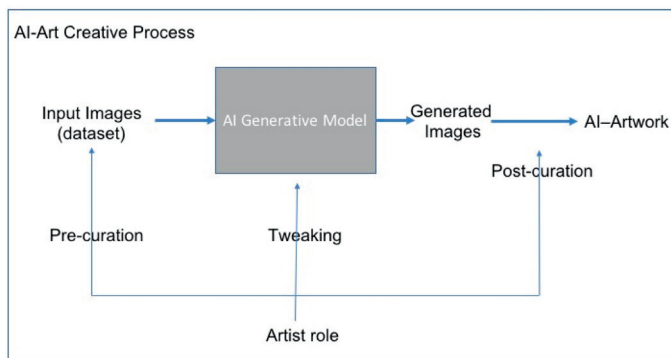 AI-Art Creative Process
Input Images
(dataset)
AI Generative Model
Generated
Images
AI–Artwork
Post-curation
Pre-curation
Tweaking
Artist role